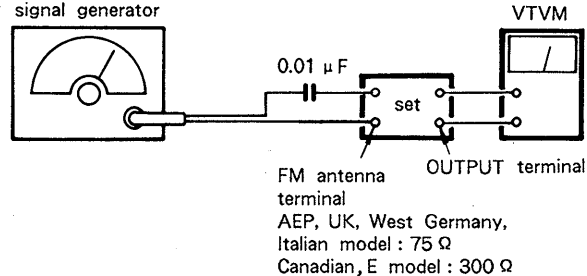 signal generator
VTVM
0.01 μF
set
OUTPUT terminal
FM antenna
terminal
AEP, UK, West Germany,
Italian model : 75 Ω
Canadian, E model : 300 Ω